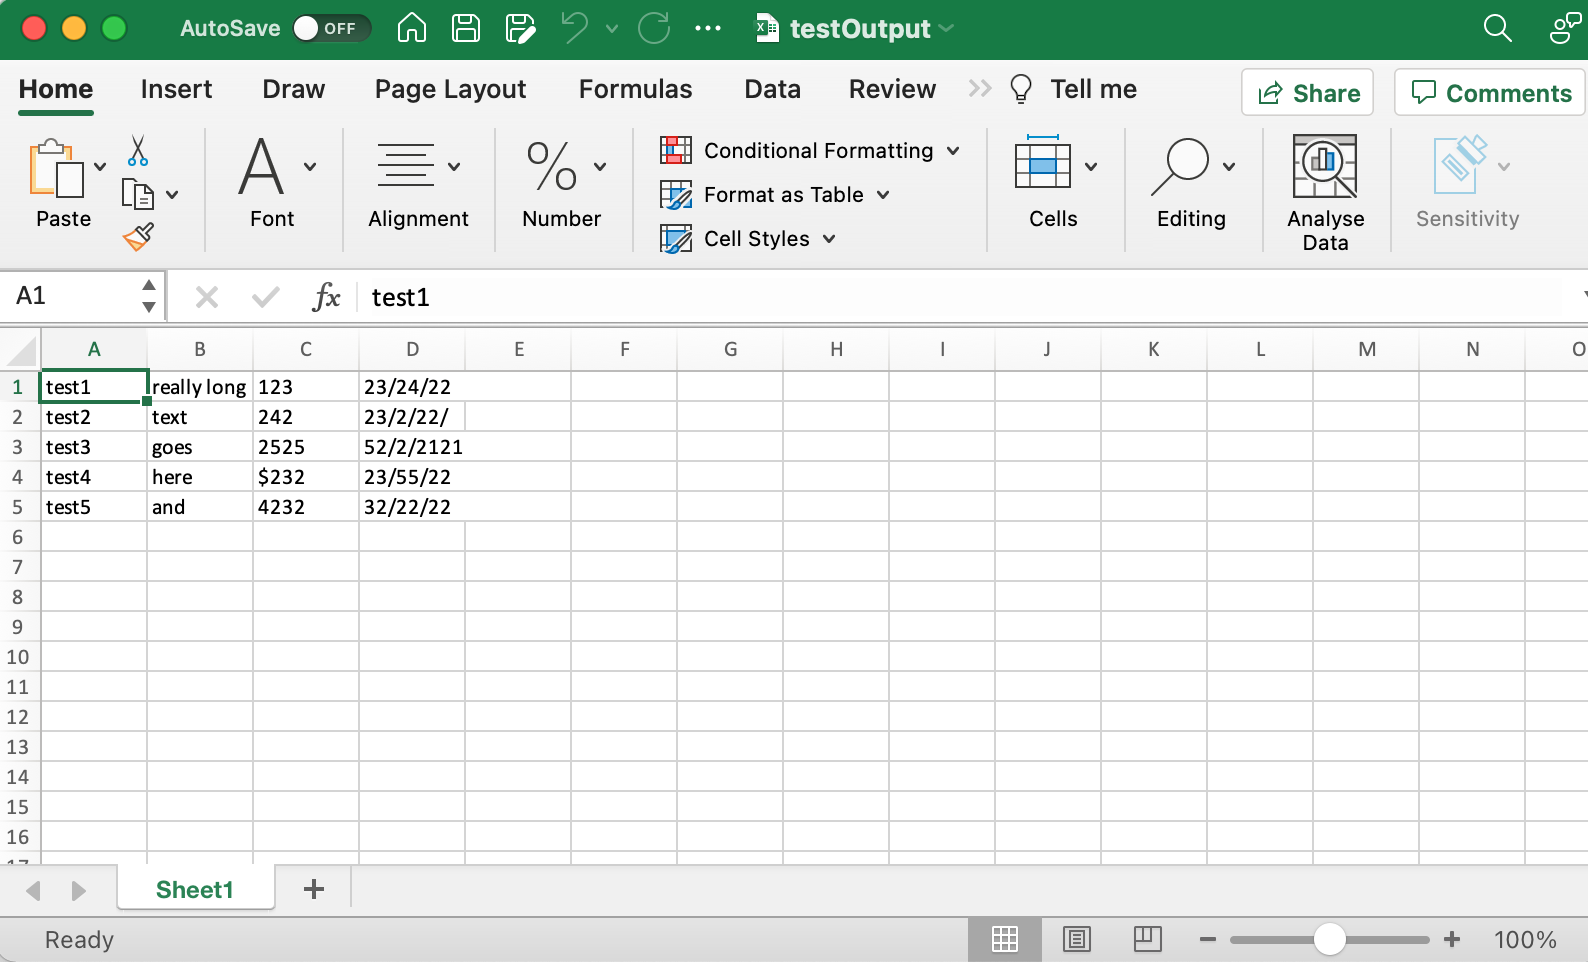 AutoSave OFF testOutput
Home Insert Draw Page Layout Formulas Data Review Tell me Share Comments
Paste Font Alignment Number Conditional Formatting Format as Table Cell Styles Cells Editing Analyse Data Sensitivity
A1 fx test1
A B C D E F G H I J K L M N O
1 test1 really long 123 23/24/22
2 test2 text 242 23/2/22/
3 test3 goes 2525 52/2/2121
4 test4 here $232 23/55/22
5 test5 and 4232 32/22/22
6
7
8
9
10
11
12
13
14
15
16
17
Sheet1 +
Ready 100%